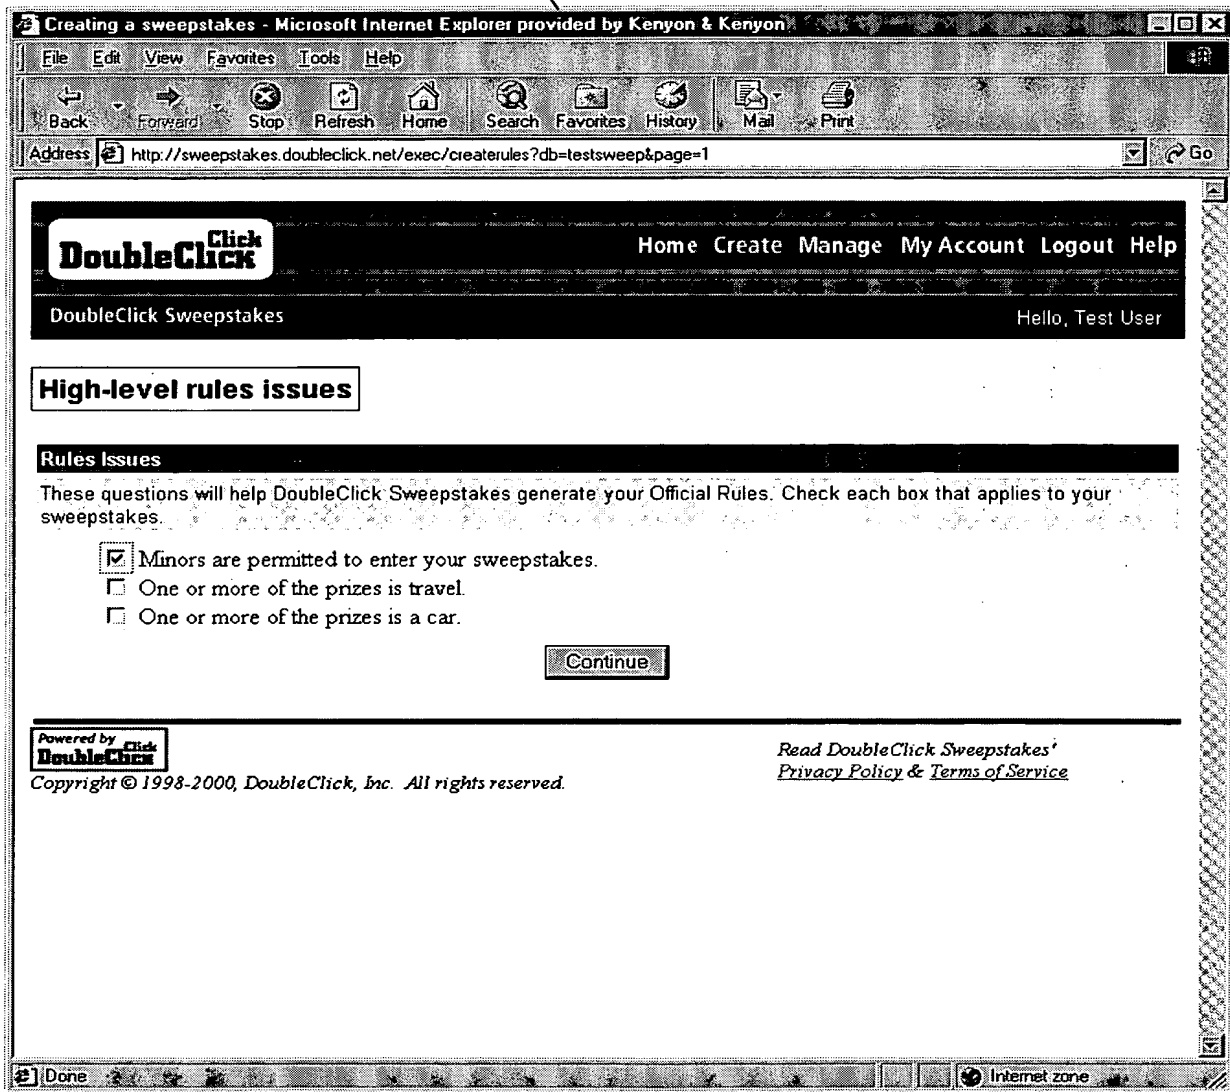 Creating a sweepstakes - Microsoft Internet Explorer provided by Kenyon & Kenyon
File Edit View Favorites Tools Help
Back Forward Stop Refresh Home Search Favorites History Mail Print
Address http://sweepstakes.doubleclick.net/exec/createrules?db=testsweep&page=1 Go
DoubleClick Click Home Create Manage My Account Logout Help
DoubleClick Sweepstakes Hello, Test User
High-level rules issues
Rules Issues
These questions will help DoubleClick Sweepstakes generate your Official Rules. Check each box that applies to your
sweepstakes.
Minors are permitted to enter your sweepstakes.
One or more of the prizes is travel.
One or more of the prizes is a car.
Continue
Powered by
DoubleClick Click
Read DoubleClick Sweepstakes'
Copyright © 1998-2000, DoubleClick, Inc. All rights reserved.
Privacy Policy & Terms of Service
Done Internet zone